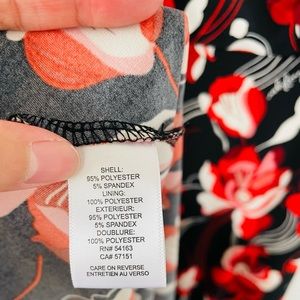 SHELL:
95% POLYESTER
5% SPANDEX
LINING:
100% POLYESTER
EXTERIEUR:
95% POLYESTER
5% SPANDEX
DOUBLURE:
100% POLYESTER
RN# 54163
CA# 57151
CARE ON REVERSE
ENTRETIEN AU VERSO